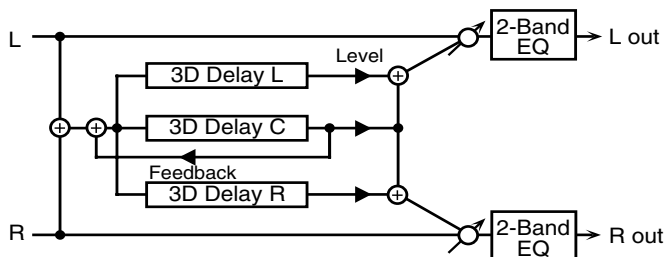 L
2-Band
EQ
L out
Level
3D Delay L
3D Delay C
Feedback
3D Delay R
R
2-Band
EQ
R out